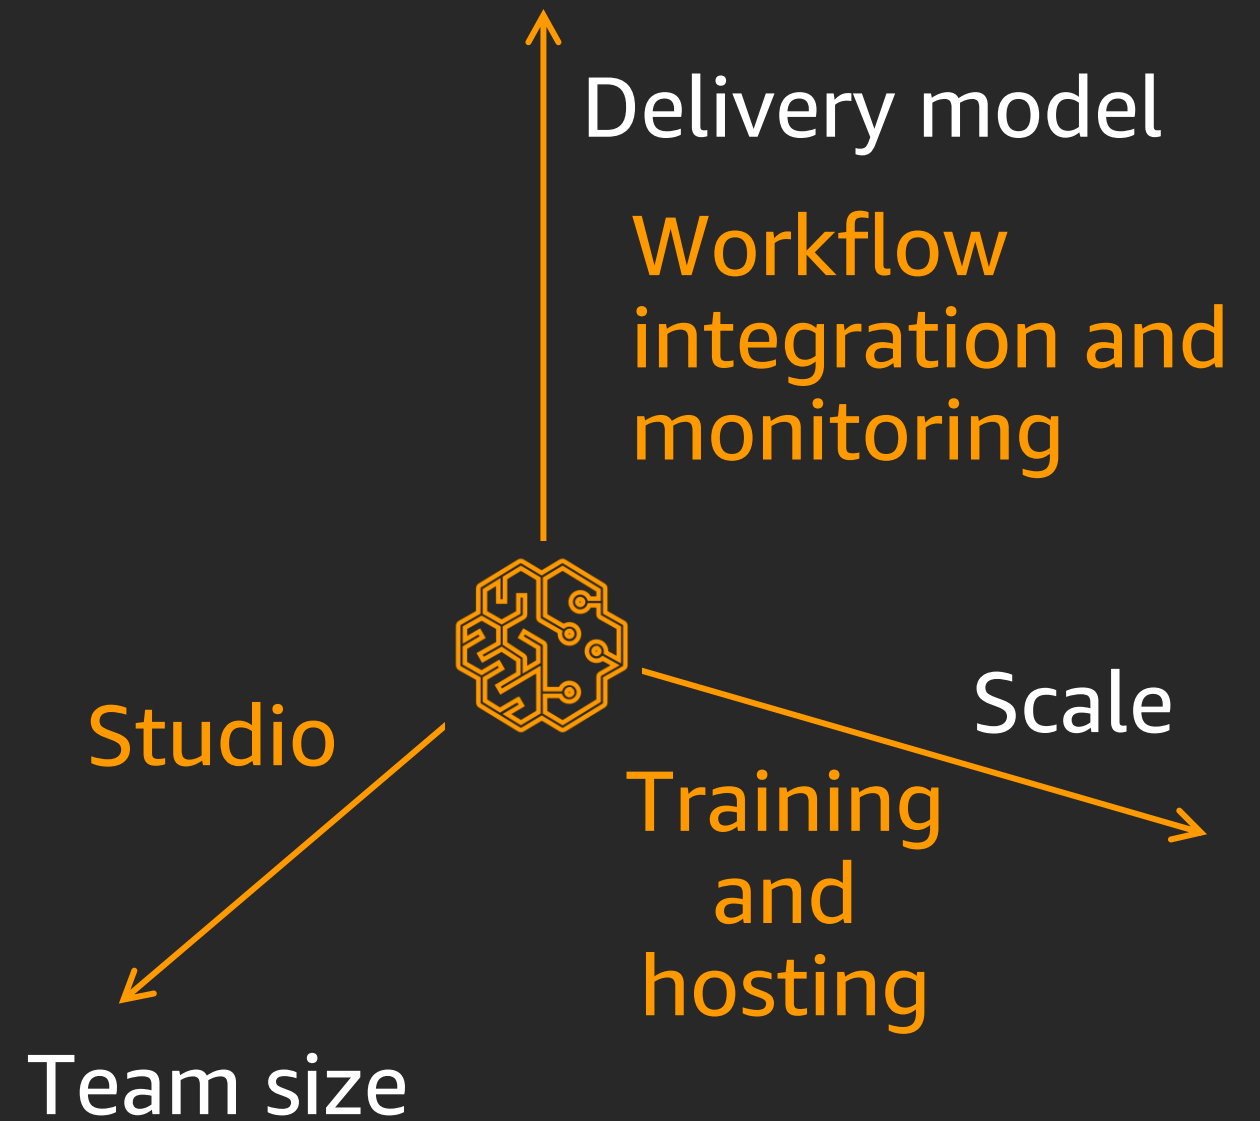 Delivery model
Workflow
integration and
monitoring
Studio
Scale
Training
and
hosting
Team size